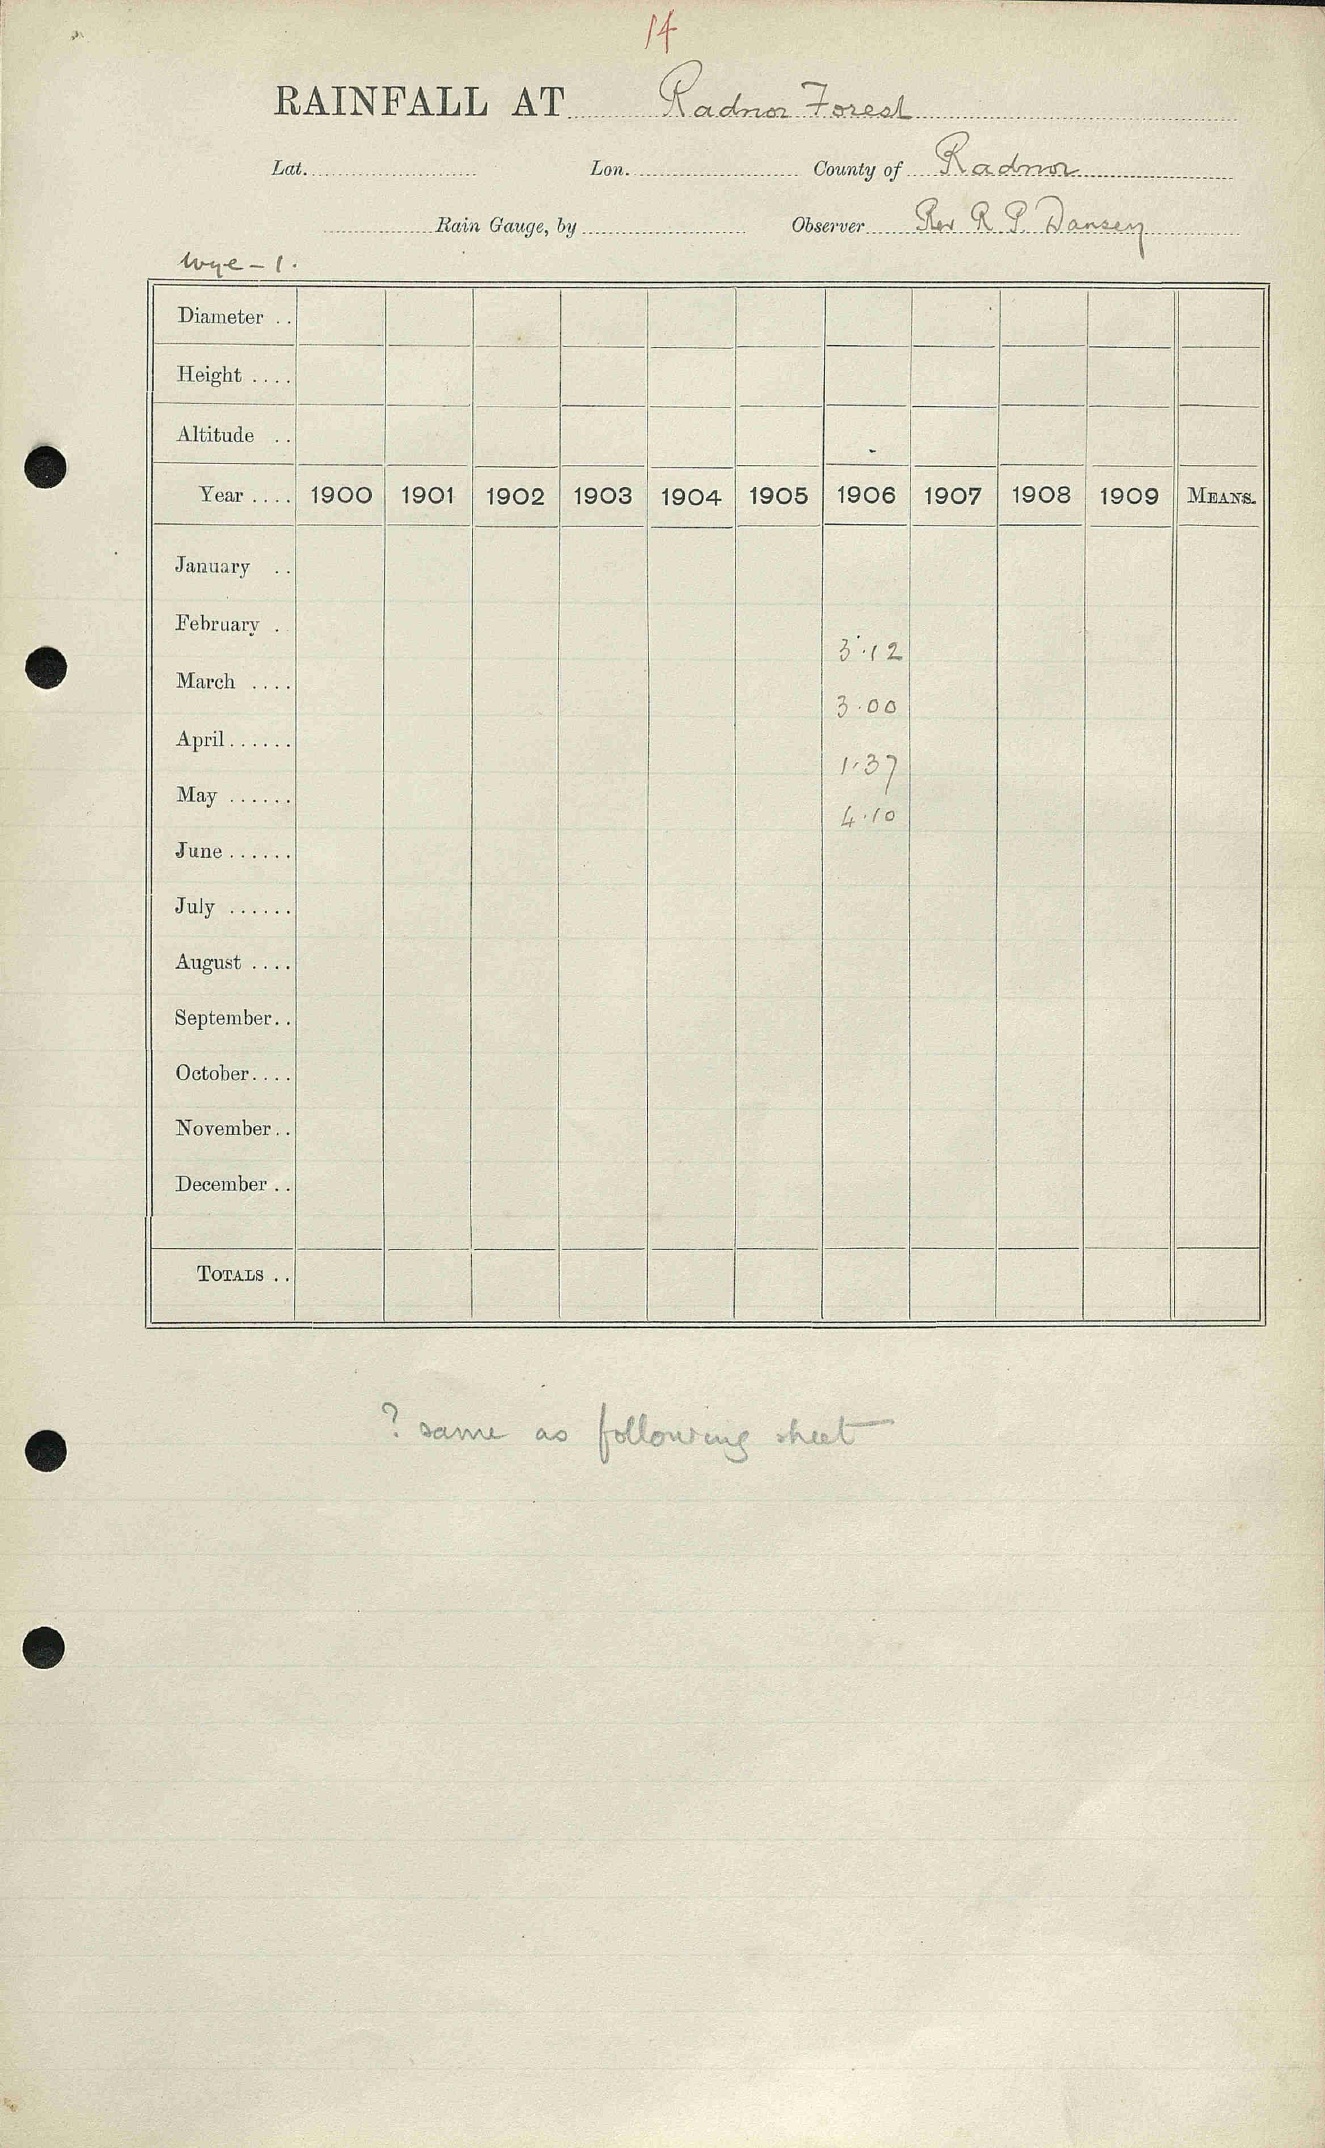 14
RAINFALL AT Radnor Forest
Lat. Lon. County of Radnor
Rain Gauge, by Observer Rev R P. Dansey
Wye - 1.
Diameter ..
Height ....
Altitude ..
Year .... 1900 1901 1902 1903 1904 1905 1906 1907 1908 1909 MEANS.
January ..
February .
3.12
March ....
3.00
April ......
1.37
May ......
4.10
June ......
July ......
August ....
September ..
October ....
November ..
December ..
TOTALS ..
? same as following sheet